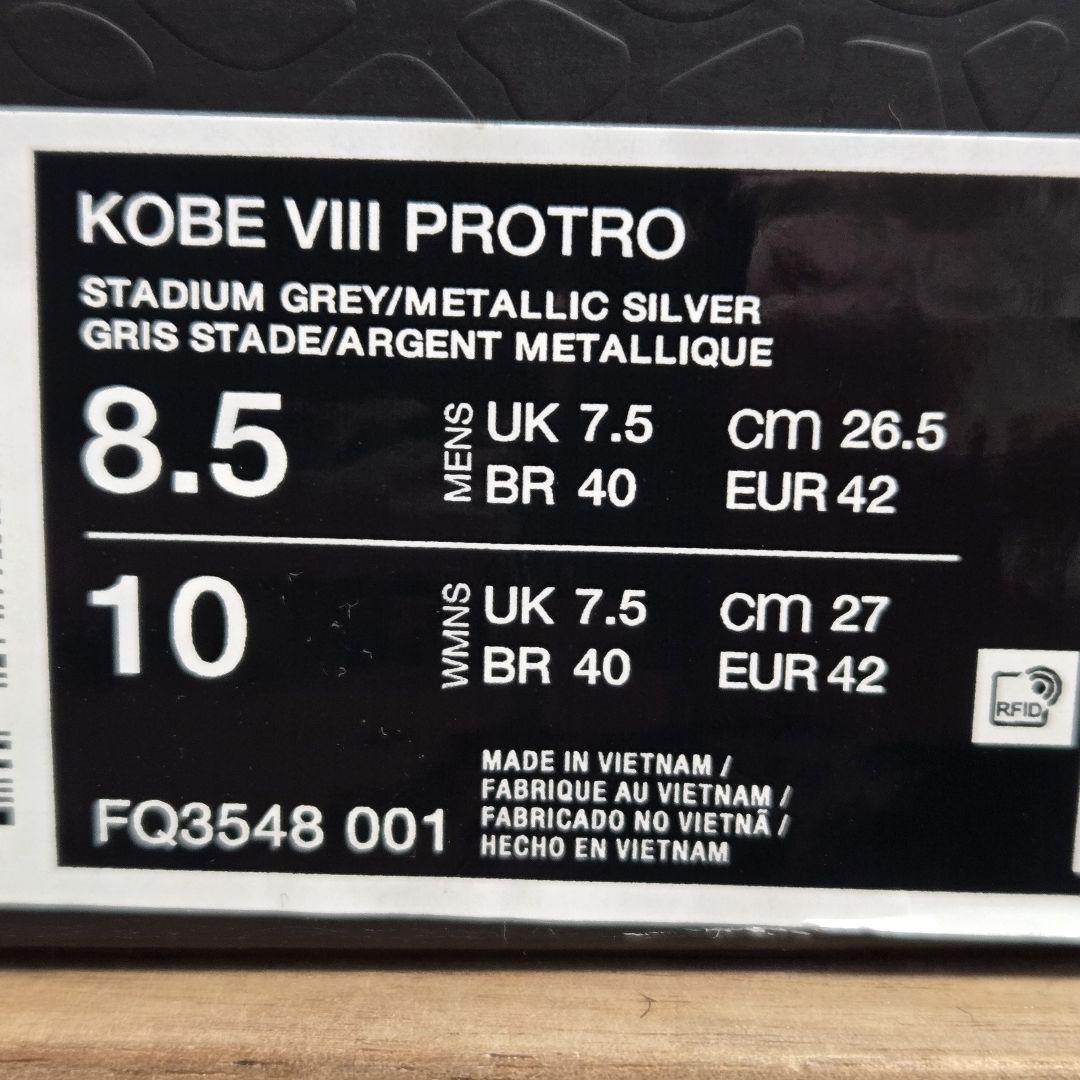 KOBE VIII PROTRO
STADIUM GREY/METALLIC SILVER
GRIS STADE/ARGENT METALLIQUE
8.5 MENS UK 7.5 CM 26.5
BR 40 EUR 42
10 WMNS UK 7.5 CM 27
BR 40 EUR 42
RFID
MADE IN VIETNAM /
FABRIQUE AU VIETNAM /
FABRICADO NO VIETNÃ /
HECHO EN VIETNAM
FQ3548 001